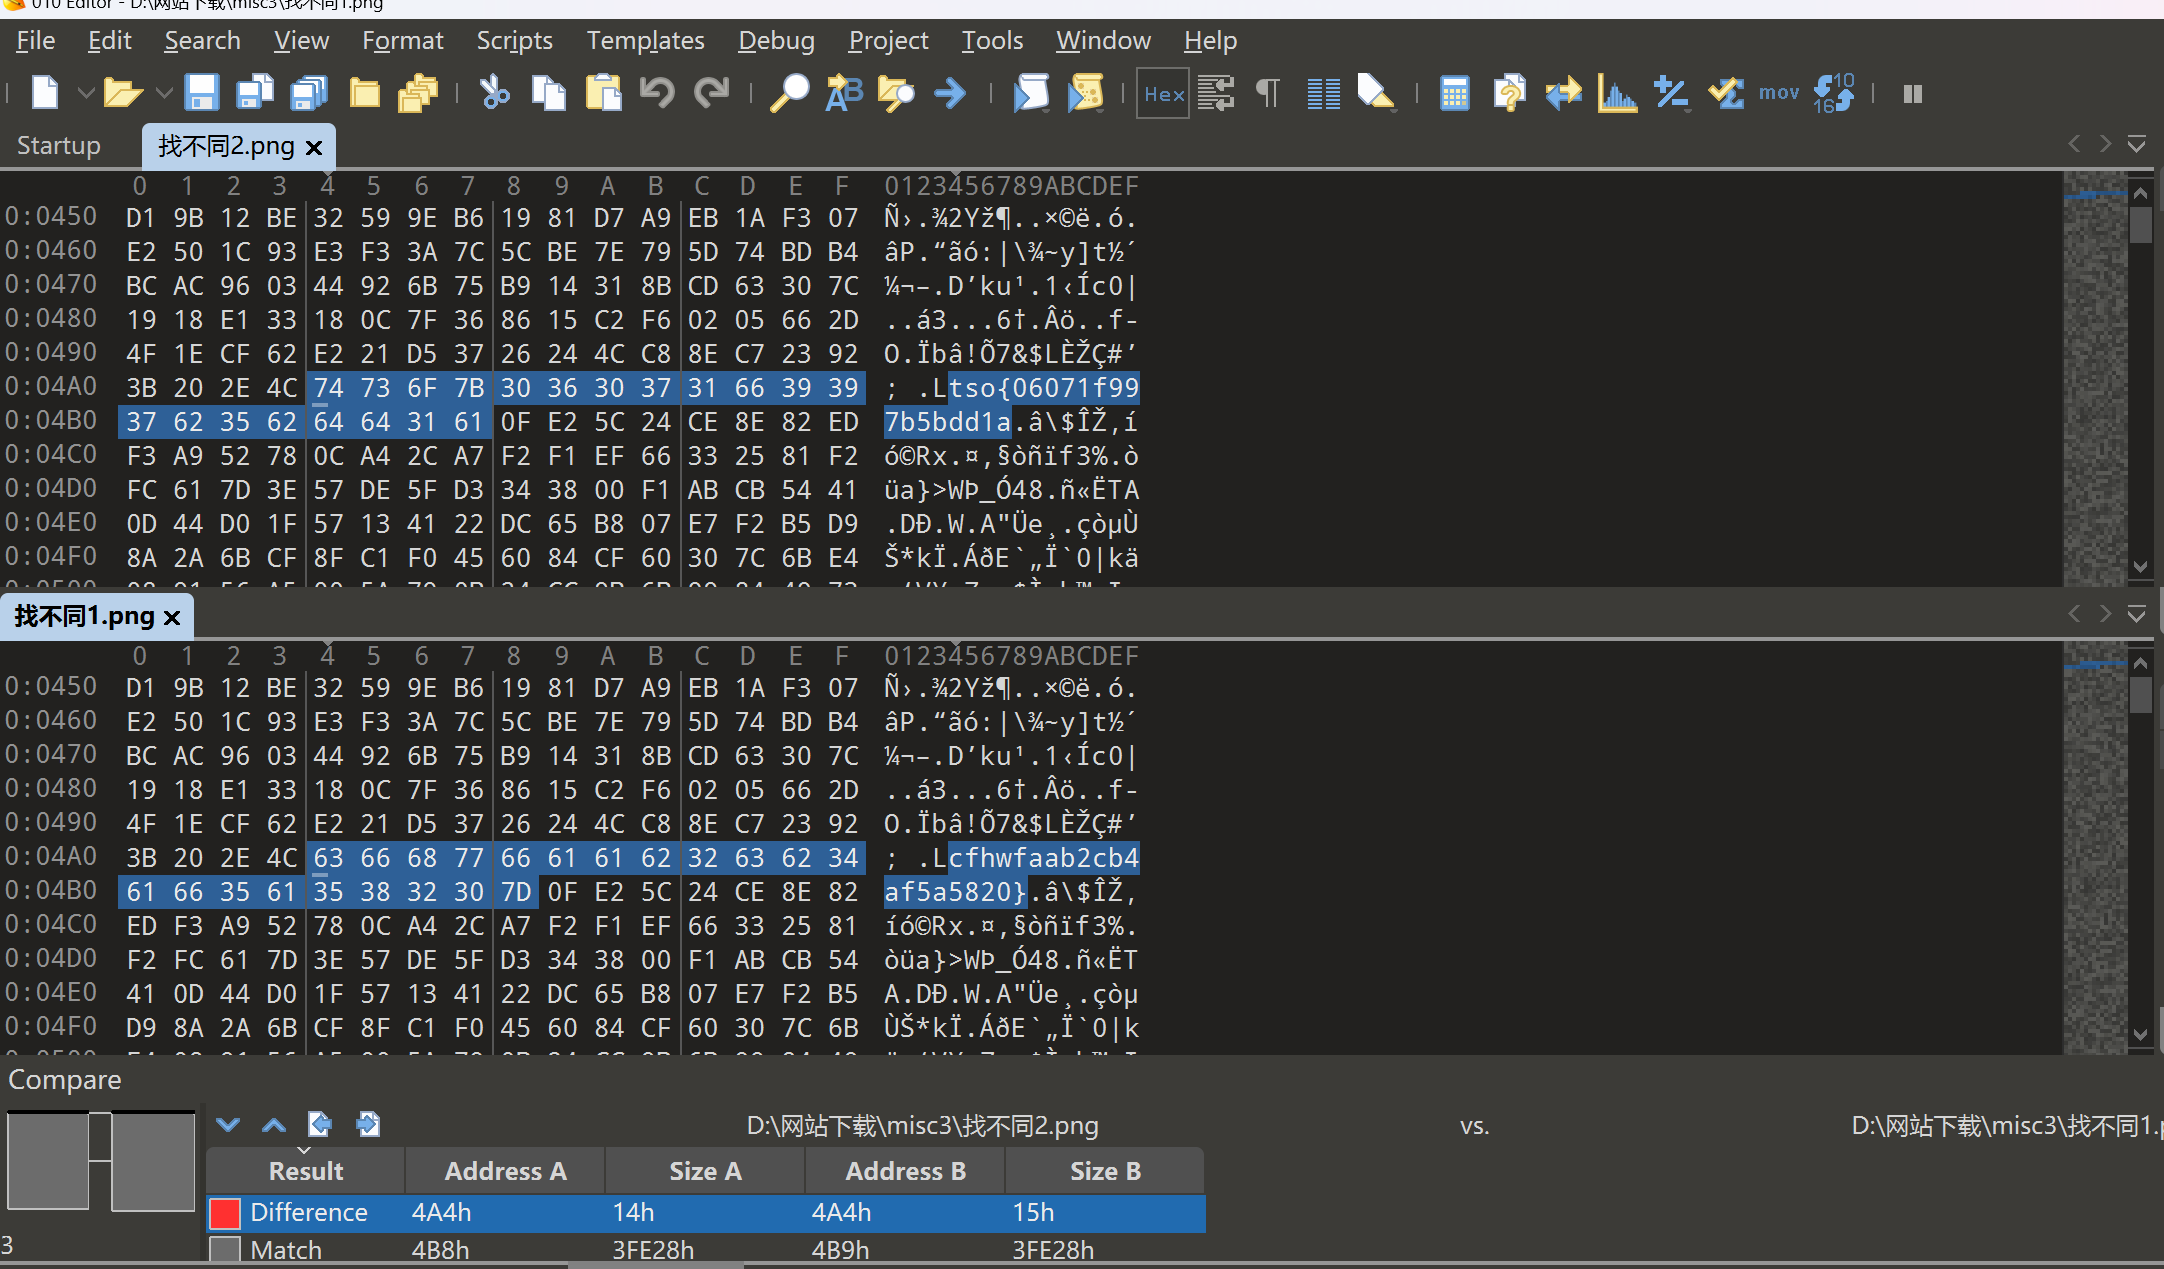 010 Editor - D:\网站下载\misc3\找不同1.png
File Edit Search View Format Scripts Templates Debug Project Tools Window Help
Hex mov 10 16
Startup 找不同2.png
0 1 2 3 4 5 6 7 8 9 A B C D E F 0123456789ABCDEF
0:0450 D1 9B 12 BE 32 59 9E B6 19 81 D7 A9 EB 1A F3 07 Ñ›.¾2Yž¶..×©ë.ó.
0:0460 E2 50 1C 93 E3 F3 3A 7C 5C BE 7E 79 5D 74 BD B4 âP.“ãó:|\¾~y]t½´
0:0470 BC AC 96 03 44 92 6B 75 B9 14 31 8B CD 63 30 7C ¼¬–.D’ku¹.1‹Íc0|
0:0480 19 18 E1 33 18 0C 7F 36 86 15 C2 F6 02 05 66 2D ..á3...6†.Âö..f-
0:0490 4F 1E CF 62 E2 21 D5 37 26 24 4C C8 8E C7 23 92 O.Ïbâ!Õ7&$LÈŽÇ#’
0:04A0 3B 20 2E 4C 74 73 6F 7B 30 36 30 37 31 66 39 39 ; .Ltso{06071f99
0:04B0 37 62 35 62 64 64 31 61 0F E2 5C 24 CE 8E 82 ED 7b5bdd1a.â\$ÎŽ‚í
0:04C0 F3 A9 52 78 0C A4 2C A7 F2 F1 EF 66 33 25 81 F2 ó©Rx.¤,§òñïf3%.ò
0:04D0 FC 61 7D 3E 57 DE 5F D3 34 38 00 F1 AB CB 54 41 üa}>WÞ_Ó48.ñ«ËTA
0:04E0 0D 44 D0 1F 57 13 41 22 DC 65 B8 07 E7 F2 B5 D9 .DÐ.W.A"Üe¸.çòµÙ
0:04F0 8A 2A 6B CF 8F C1 F0 45 60 84 CF 60 30 7C 6B E4 Š*kÏ.ÁðE`„Ï`0|kä
找不同1.png
0 1 2 3 4 5 6 7 8 9 A B C D E F 0123456789ABCDEF
0:0450 D1 9B 12 BE 32 59 9E B6 19 81 D7 A9 EB 1A F3 07 Ñ›.¾2Yž¶..×©ë.ó.
0:0460 E2 50 1C 93 E3 F3 3A 7C 5C BE 7E 79 5D 74 BD B4 âP.“ãó:|\¾~y]t½´
0:0470 BC AC 96 03 44 92 6B 75 B9 14 31 8B CD 63 30 7C ¼¬–.D’ku¹.1‹Íc0|
0:0480 19 18 E1 33 18 0C 7F 36 86 15 C2 F6 02 05 66 2D ..á3...6†.Âö..f-
0:0490 4F 1E CF 62 E2 21 D5 37 26 24 4C C8 8E C7 23 92 O.Ïbâ!Õ7&$LÈŽÇ#’
0:04A0 3B 20 2E 4C 63 66 68 77 66 61 61 62 32 63 62 34 ; .Lcfhwfaab2cb4
0:04B0 61 66 35 61 35 38 32 30 7D 0F E2 5C 24 CE 8E 82 af5a5820}.â\$ÎŽ‚
0:04C0 ED F3 A9 52 78 0C A4 2C A7 F2 F1 EF 66 33 25 81 íó©Rx.¤,§òñïf3%.
0:04D0 F2 FC 61 7D 3E 57 DE 5F D3 34 38 00 F1 AB CB 54 òüa}>WÞ_Ó48.ñ«ËT
0:04E0 41 0D 44 D0 1F 57 13 41 22 DC 65 B8 07 E7 F2 B5 A.DÐ.W.A"Üe¸.çòµ
0:04F0 D9 8A 2A 6B CF 8F C1 F0 45 60 84 CF 60 30 7C 6B ÙŠ*kÏ.ÁðE`„Ï`0|k
Compare
D:\网站下载\misc3\找不同2.png vs. D:\网站下载\misc3\找不同1.p
Result Address A Size A Address B Size B
Difference 4A4h 14h 4A4h 15h
3 Match 4B8h 3FE28h 4B9h 3FE28h